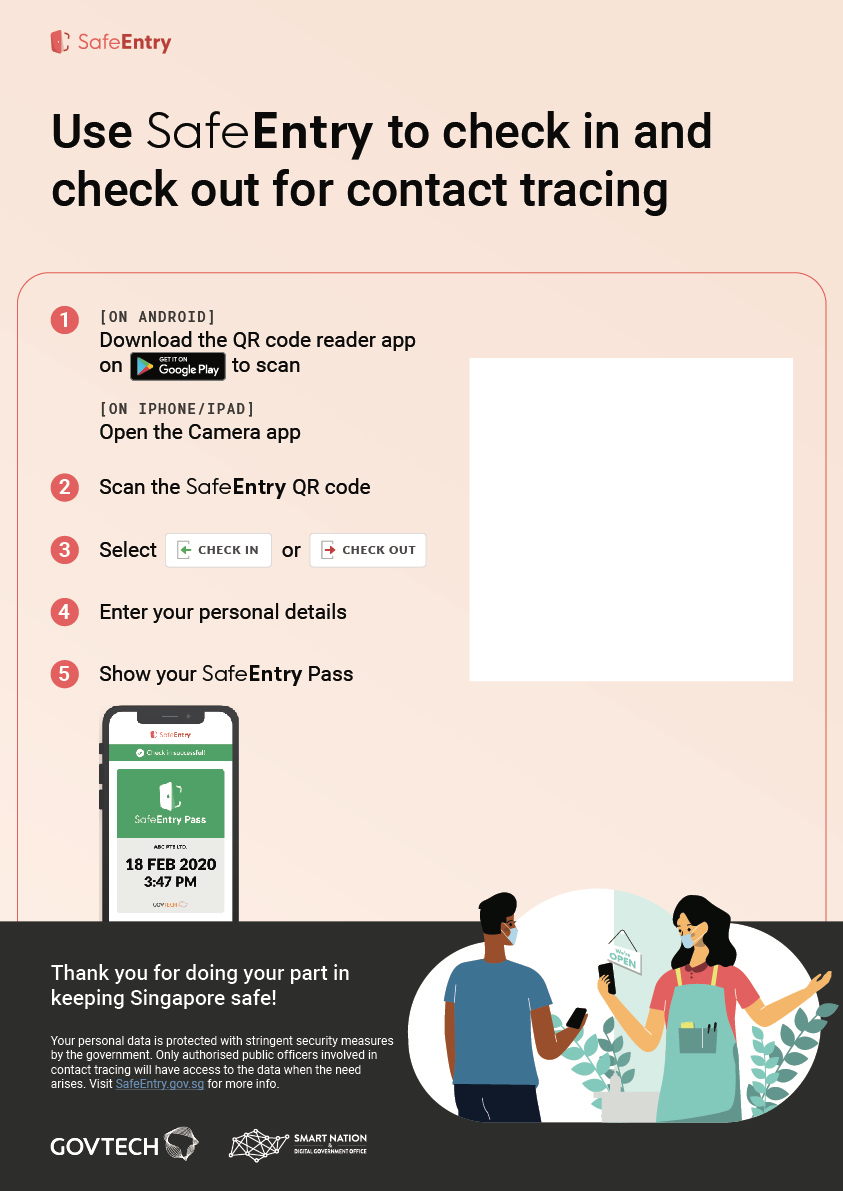 SafeEntry
Use SafeEntry to check in and
check out for contact tracing
1
[ON ANDROID]
Download the QR code reader app
on GET IT ON Google Play to scan
[ON IPHONE/IPAD]
Open the Camera app
2 Scan the SafeEntry QR code
3 Select CHECK IN or CHECK OUT
4 Enter your personal details
5 Show your SafeEntry Pass
SafeEntry
Check in successful!
SafeEntry Pass
ABC PTE LTD.
18 FEB 2020
3:47 PM
GOVTECH
We're
OPEN
Thank you for doing your part in
keeping Singapore safe!
Your personal data is protected with stringent security measures
by the government. Only authorised public officers involved in
contact tracing will have access to the data when the need
arises. Visit SafeEntry.gov.sg for more info.
GOVTECH
SMART NATION
&
DIGITAL GOVERNMENT OFFICE